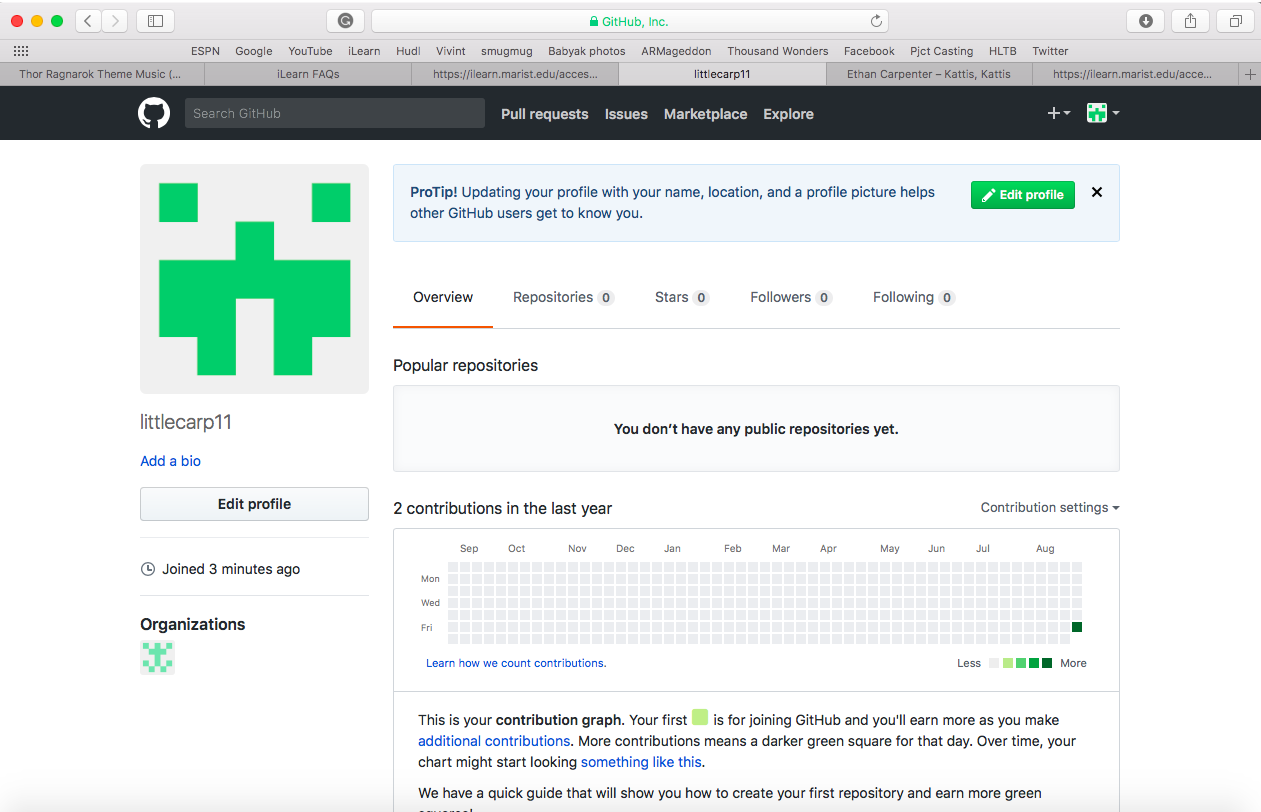 GitHub, Inc.
ESPN Google YouTube iLearn Hudl Vivint smugmug Babyak photos ARMageddon Thousand Wonders Facebook Pjct Casting HLTB Twitter
Thor Ragnarok Theme Music (... iLearn FAQs https://ilearn.marist.edu/acces... littlecarp11 Ethan Carpenter – Kattis, Kattis https://ilearn.marist.edu/acce...
Search GitHub Pull requests Issues Marketplace Explore
ProTip! Updating your profile with your name, location, and a profile picture helps
other GitHub users get to know you.
Edit profile
Overview Repositories 0 Stars 0 Followers 0 Following 0
Popular repositories
You don’t have any public repositories yet.
littlecarp11
Add a bio
Edit profile
Joined 3 minutes ago
Organizations
2 contributions in the last year Contribution settings
Sep Oct Nov Dec Jan Feb Mar Apr May Jun Jul Aug
Mon
Wed
Fri
Learn how we count contributions. Less More
This is your contribution graph. Your first is for joining GitHub and you'll earn more as you make
additional contributions. More contributions means a darker green square for that day. Over time, your
chart might start looking something like this.
We have a quick guide that will show you how to create your first repository and earn more green